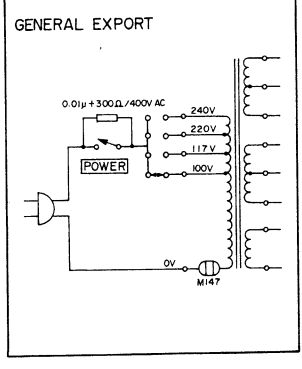 GENERAL EXPORT
0.01μ+300Ω/400V AC
240V
220V
117V
100V
POWER
0V
M147